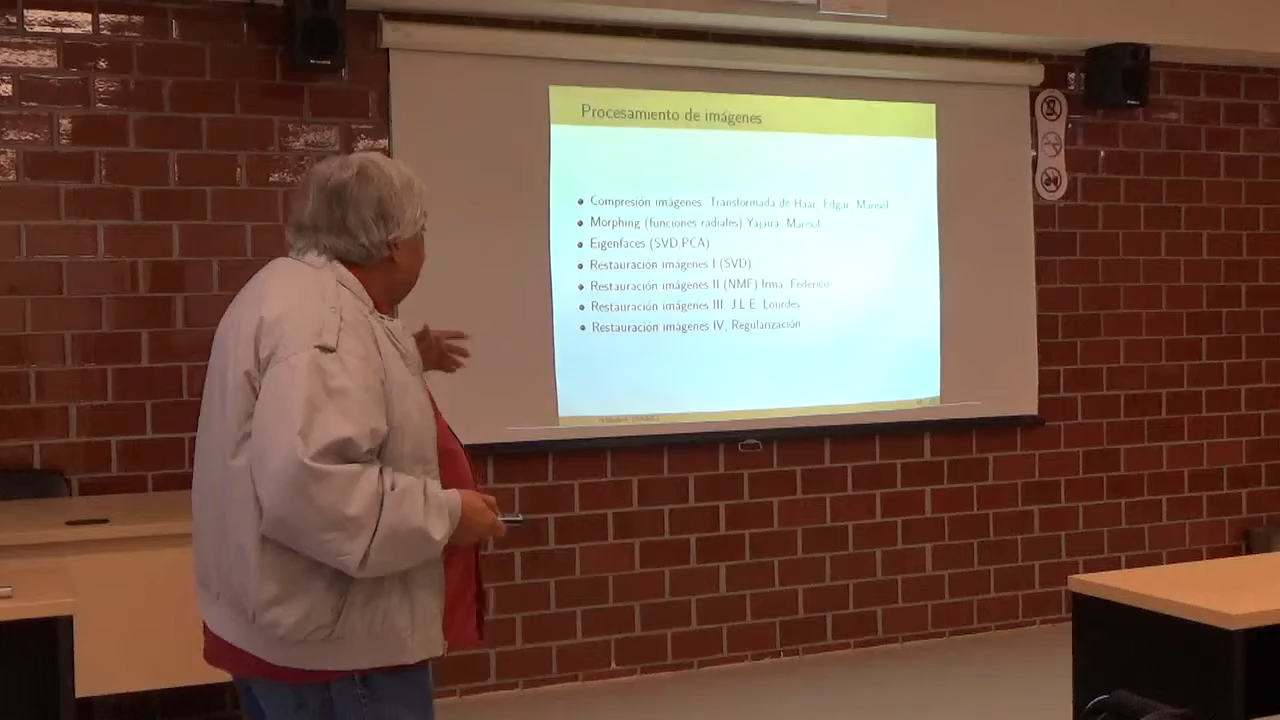 Procesamiento de imágenes
Compresión imágenes. Transformada de Haar. Edgar, Marisol
Morphing (funciones radiales) Yajaira, Marisol
Eigenfaces (SVD,PCA)
Restauración imágenes I (SVD)
Restauración imágenes II (NMF) Irma, Federico
Restauración imágenes III. J.L.E. Lourdes
Restauración imágenes IV, Regularización